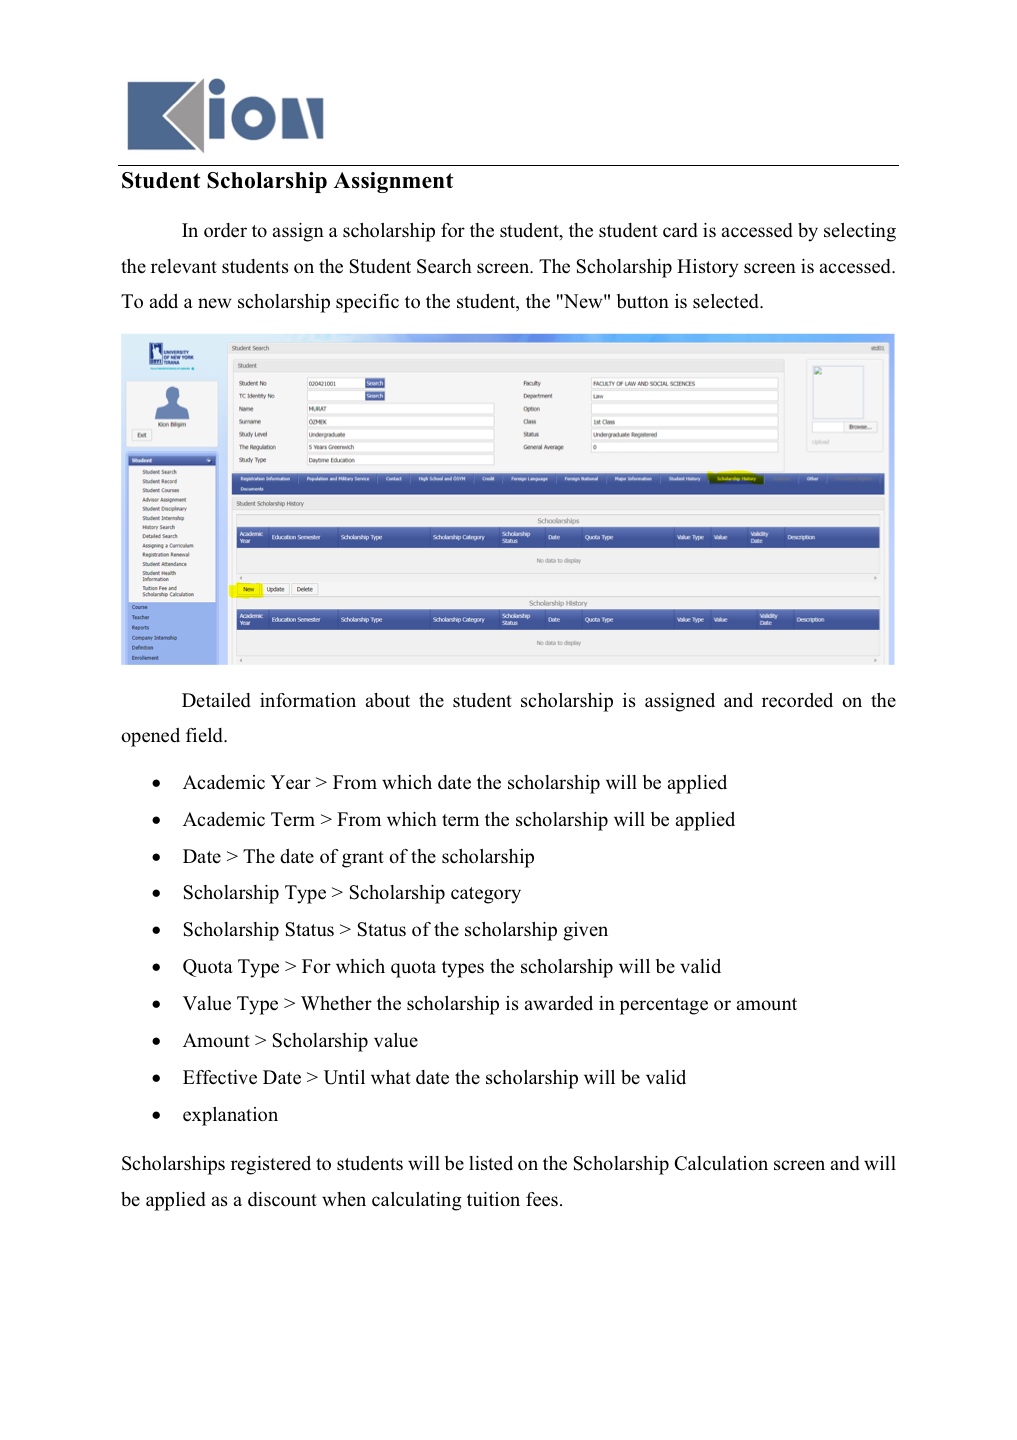 Kion
Student Scholarship Assignment
In order to assign a scholarship for the student, the student card is accessed by selecting
the relevant students on the Student Search screen. The Scholarship History screen is accessed.
To add a new scholarship specific to the student, the "New" button is selected.
UNIVERSITY
OF NEW YORK
TIRANA
Kion Bilişim
Exit
Student
Student Search
Student Record
Student Courses
Advisor Assignment
Student Disciplinary
Student Internship
History Search
Detailed Search
Assigning a Curriculum
Registration Renewal
Student Attendance
Student Health
Information
Tuition Fee and
Scholarship Calculation
Course
Teacher
Reports
Company Internship
Definition
Enrollement
Student Search std01
Student
Student No 020421001 Search Faculty FACULTY OF LAW AND SOCIAL SCIENCES
TC Identity No Search Department Law
Name MURAT Option
Surname ÖZMEK Class 1st Class
Study Level Undergraduate Status Undergraduate Registered
The Regulation 5 Years Greenwich General Average 0
Study Type Daytime Education
Browse...
Upload
Registration Information Population and Military Service Contact High School and ÖSYM Credit Foreign Language Foreign National Major Information Student History Scholarship History Other
Documents
Student Scholarship History
Schoolarships
Academic Year Education Semester Scholarship Type Scholarship Category Scholarship Status Date Quota Type Value Type Value Validity Date Description
No data to display
New Update Delete
Scholarship History
Academic Year Education Semester Scholarship Type Scholarship Category Scholarship Status Date Quota Type Value Type Value Validity Date Description
No data to display
Detailed information about the student scholarship is assigned and recorded on the
opened field.
• Academic Year > From which date the scholarship will be applied
• Academic Term > From which term the scholarship will be applied
• Date > The date of grant of the scholarship
• Scholarship Type > Scholarship category
• Scholarship Status > Status of the scholarship given
• Quota Type > For which quota types the scholarship will be valid
• Value Type > Whether the scholarship is awarded in percentage or amount
• Amount > Scholarship value
• Effective Date > Until what date the scholarship will be valid
• explanation
Scholarships registered to students will be listed on the Scholarship Calculation screen and will
be applied as a discount when calculating tuition fees.